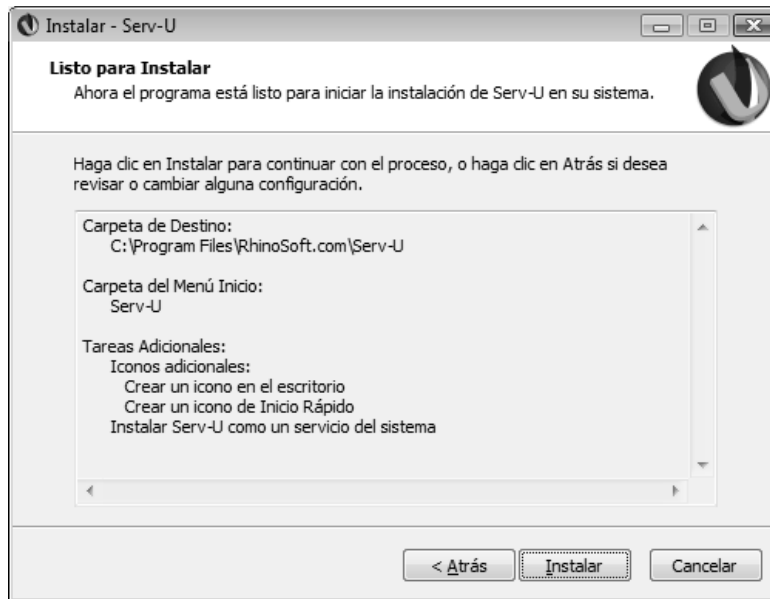 Instalar - Serv-U
Listo para Instalar
Ahora el programa está listo para iniciar la instalación de Serv-U en su sistema.
Haga clic en Instalar para continuar con el proceso, o haga clic en Atrás si desea
revisar o cambiar alguna configuración.
Carpeta de Destino:
C:\Program Files\RhinoSoft.com\Serv-U
Carpeta del Menú Inicio:
Serv-U
Tareas Adicionales:
Iconos adicionales:
Crear un icono en el escritorio
Crear un icono de Inicio Rápido
Instalar Serv-U como un servicio del sistema
< Atrás Instalar Cancelar